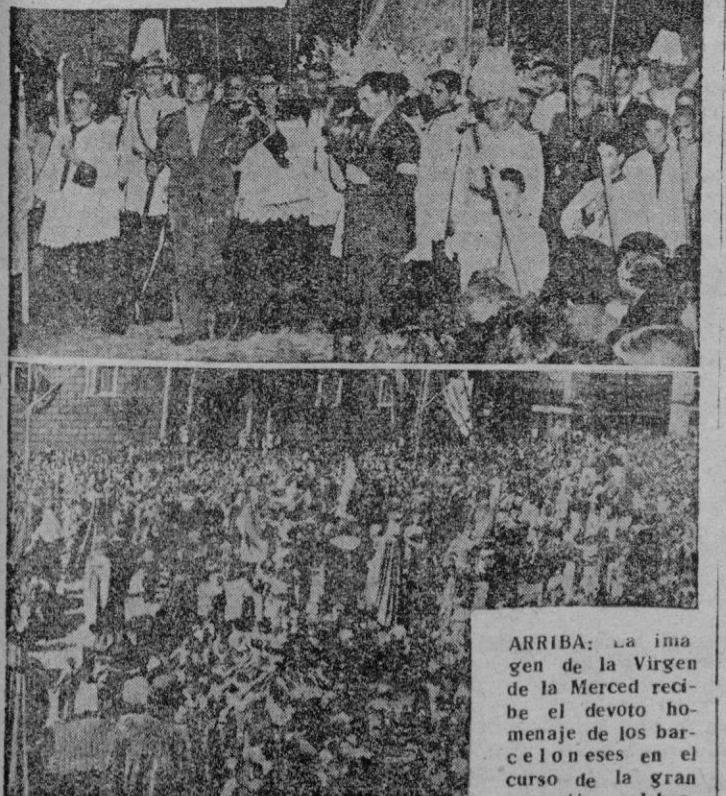 ARRIBA: La ima
gen de la Virgen
de la Merced reci-
be el devoto ho-
menaje de los bar-
celoneses en el
curso de la gran